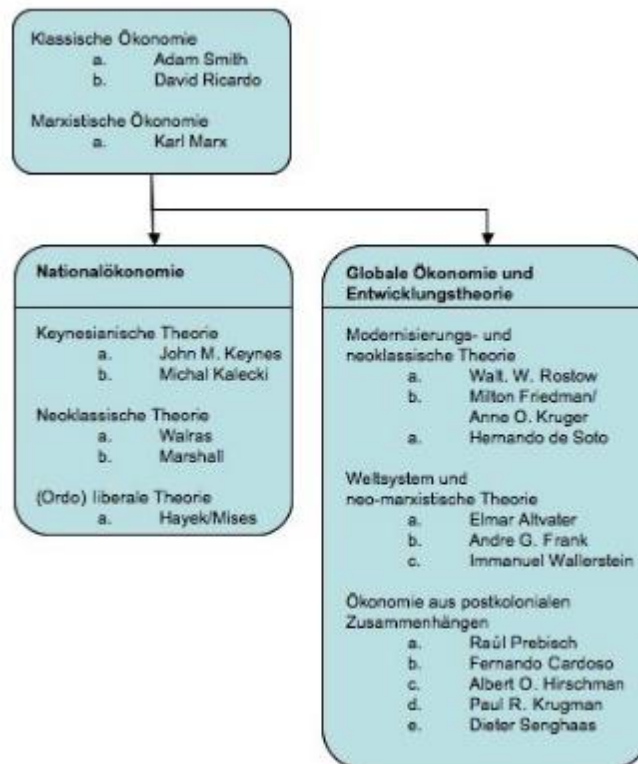 Klassische Ökonomie
a. Adam Smith
b. David Ricardo
Marxistische Ökonomie
a. Karl Marx
Nationalökonomie
Keynesianische Theorie
a. John M. Keynes
b. Michal Kalecki
Neoklassische Theorie
a. Walras
b. Marshall
(Ordo) liberale Theorie
a. Hayek/Mises
Globale Ökonomie und
Entwicklungstheorie
Modernisierungs- und
neoklassische Theorie
a. Walt. W. Rostow
b. Milton Friedman/
Anne O. Kruger
a. Hernando de Soto
Weltsystem und
neo-marxistische Theorie
a. Elmar Altvater
b. Andre G. Frank
c. Immanuel Wallerstein
Ökonomie aus postkolonialen
Zusammenhängen
a. Raúl Prebisch
b. Fernando Cardoso
c. Albert O. Hirschman
d. Paul R. Krugman
e. Dieter Senghaas